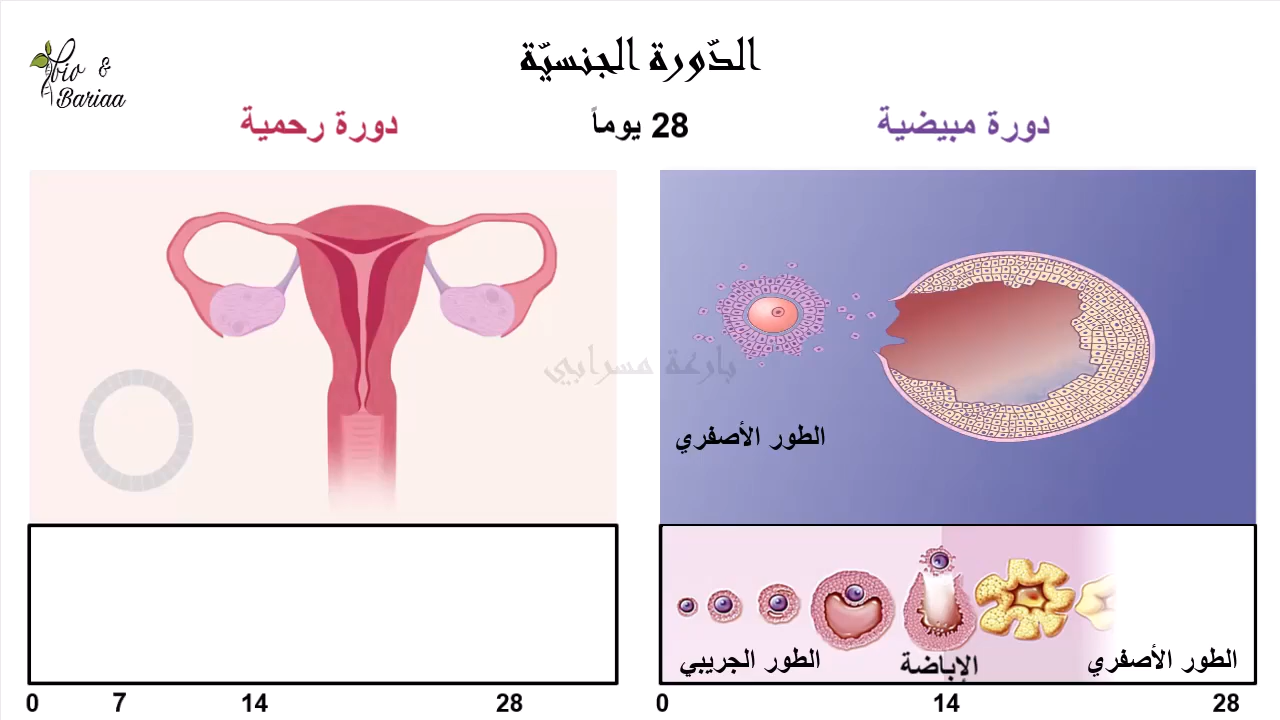 الدّورة الجنسيّة
bio &
Bariaa
دورة مبيضية
28 يوماً
دورة رحمية
بارعة مسرابي
الطور الأصفري
الطور الجريبي
الإباضة
الطور الأصفري
0 7 14 28
0 14 28